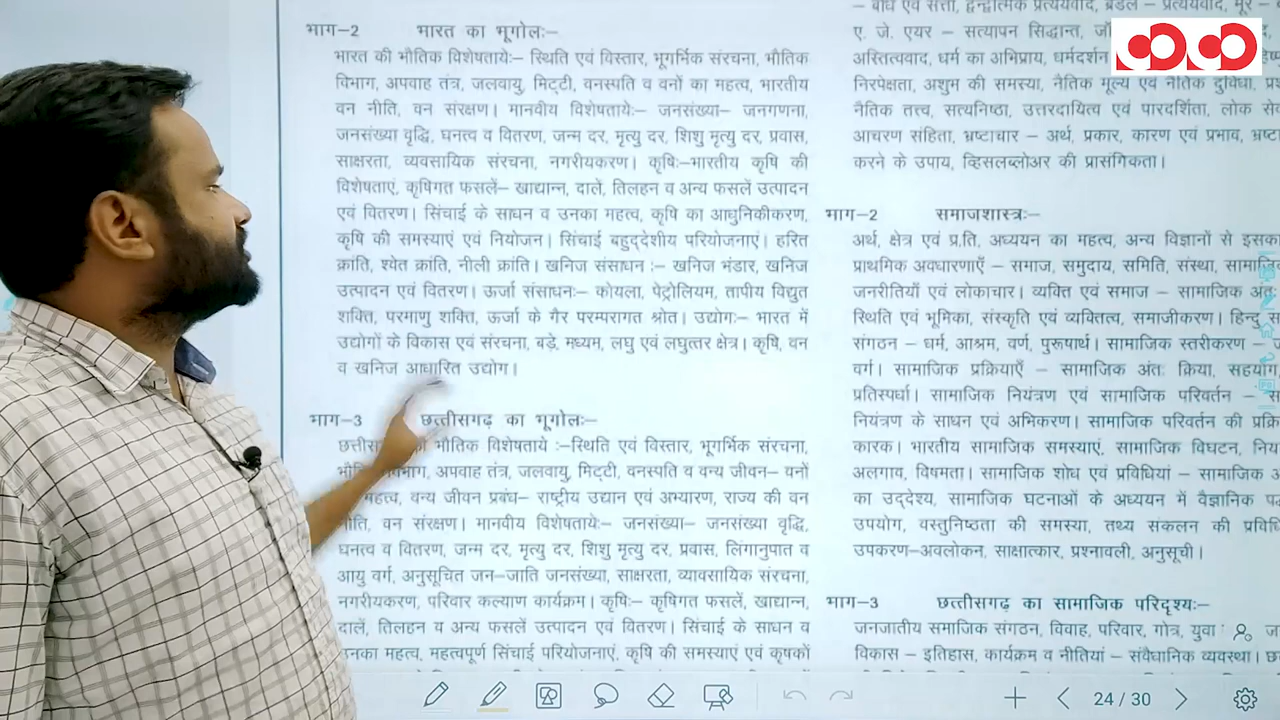 भाग–2 भारत का भूगोलः–
भारत की भौतिक विशेषतायेः– स्थिति एवं विस्तार, भूगर्भिक संरचना, भौतिक
विभाग, अपवाह तंत्र, जलवायु, मिट्टी, वनस्पति व वनों का महत्व, भारतीय
वन नीति, वन संरक्षण। मानवीय विशेषतायेः– जनसंख्या– जनगणना,
जनसंख्या वृद्धि, घनत्व व वितरण, जन्म दर, मृत्यु दर, शिशु मृत्यु दर, प्रवास,
साक्षरता, व्यवसायिक संरचना, नगरीयकरण। कृषिः–भारतीय कृषि की
विशेषताएं, कृषिगत फसलें– खाद्यान्न, दालें, तिलहन व अन्य फसलें उत्पादन
एवं वितरण। सिंचाई के साधन व उनका महत्व, कृषि का आधुनिकीकरण,
कृषि की समस्याएं एवं नियोजन। सिंचाई बहुद्देशीय परियोजनाएं। हरित
क्रांति, श्वेत क्रांति, नीली क्रांति। खनिज संसाधन :– खनिज भंडार, खनिज
उत्पादन एवं वितरण। ऊर्जा संसाधनः– कोयला, पेट्रोलियम, तापीय विद्युत
शक्ति, परमाणु शक्ति, ऊर्जा के गैर परम्परागत श्रोत। उद्योगः– भारत में
उद्योगों के विकास एवं संरचना, बड़े, मध्यम, लघु एवं लघुत्तर क्षेत्र। कृषि, वन
व खनिज आधारित उद्योग।
भाग–3 छत्तीसगढ़ का भूगोलः–
भौतिक विशेषताये :–स्थिति एवं विस्तार, भूगर्भिक संरचना,
अपवाह तंत्र, जलवायु, मिट्टी, वनस्पति व वन्य जीवन– वनों
महत्व, वन्य जीवन प्रबंध– राष्ट्रीय उद्यान एवं अभ्यारण, राज्य की वन
नीति, वन संरक्षण। मानवीय विशेषतायेः– जनसंख्या– जनसंख्या वृद्धि,
घनत्व व वितरण, जन्म दर, मृत्यु दर, शिशु मृत्यु दर, प्रवास, लिंगानुपात व
आयु वर्ग, अनुसूचित जन–जाति जनसंख्या, साक्षरता, व्यावसायिक संरचना,
नगरीयकरण, परिवार कल्याण कार्यक्रम। कृषिः– कृषिगत फसलें, खाद्यान्न,
दालें, तिलहन व अन्य फसलें उत्पादन एवं वितरण। सिंचाई के साधन व
उनका महत्व, महत्वपूर्ण सिंचाई परियोजनाएं, कृषि की समस्याएं एवं कृषकों
– बोध एवं सत्ता, द्वन्द्वात्मक प्रत्ययवाद, ब्रेडले – प्रत्ययवाद, मूर –
ए. जे. एयर – सत्यापन सिद्धान्त,
अस्तित्ववाद, धर्म का अभिप्राय, धर्मदर्शन
निरपेक्षता, अशुभ की समस्या, नैतिक मूल्य एवं नैतिक दुविधा,
नैतिक तत्त्व, सत्यनिष्ठा, उत्तरदायित्व एवं पारदर्शिता, लोक
आचरण संहिता, भ्रष्टाचार – अर्थ, प्रकार, कारण एवं प्रभाव,
करने के उपाय, व्हिसलब्लोअर की प्रासंगिकता।
भाग–2 समाजशास्त्रः–
अर्थ, क्षेत्र एवं प्र.ति, अध्ययन का महत्व, अन्य विज्ञानों से
प्राथमिक अवधारणाएँ – समाज, समुदाय, समिति, संस्था,
जनरीतियाँ एवं लोकाचार। व्यक्ति एवं समाज – सामाजिक
स्थिति एवं भूमिका, संस्कृति एवं व्यक्तित्व, समाजीकरण। हिन्दू
संगठन – धर्म, आश्रम, वर्ण, पुरूषार्थ। सामाजिक स्तरीकरण –
वर्ग। सामाजिक प्रक्रियाएँ – सामाजिक अंतः क्रिया, सहयोग,
प्रतिस्पर्धा। सामाजिक नियंत्रण एवं सामाजिक परिवर्तन –
नियंत्रण के साधन एवं अभिकरण। सामाजिक परिवर्तन की
कारक। भारतीय सामाजिक समस्याएं, सामाजिक विघटन,
अलगाव, विषमता। सामाजिक शोध एवं प्रविधियां – सामाजिक
का उद्देश्य, सामाजिक घटनाओं के अध्ययन में वैज्ञानिक
उपयोग, वस्तुनिष्ठता की समस्या, तथ्य संकलन की
उपकरण–अवलोकन, साक्षात्कार, प्रश्नावली, अनुसूची।
भाग–3 छत्तीसगढ़ का सामाजिक परिदृश्यः–
जनजातीय सामाजिक संगठन, विवाह, परिवार, गोत्र, युवा
विकास – इतिहास, कार्यक्रम व नीतियां – संवैधानिक व्यवस्था।
24 / 30